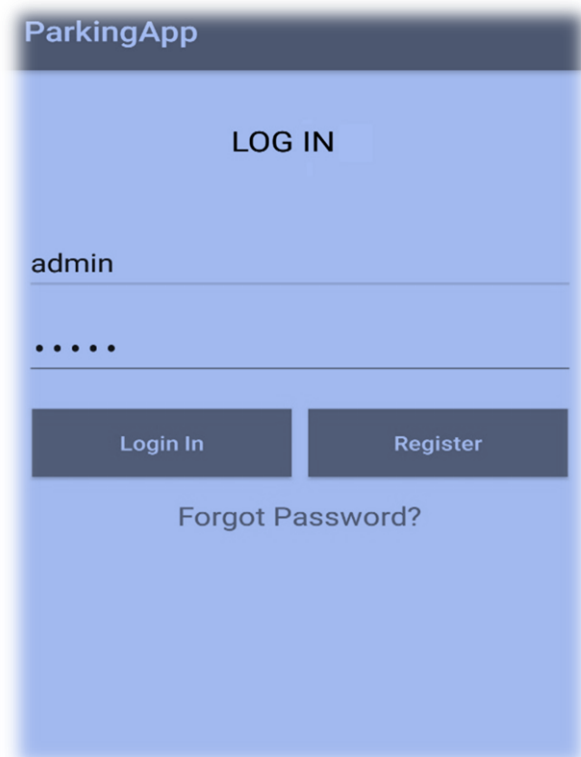 ParkingApp
LOG IN
admin
•••••
Login In Register
Forgot Password?